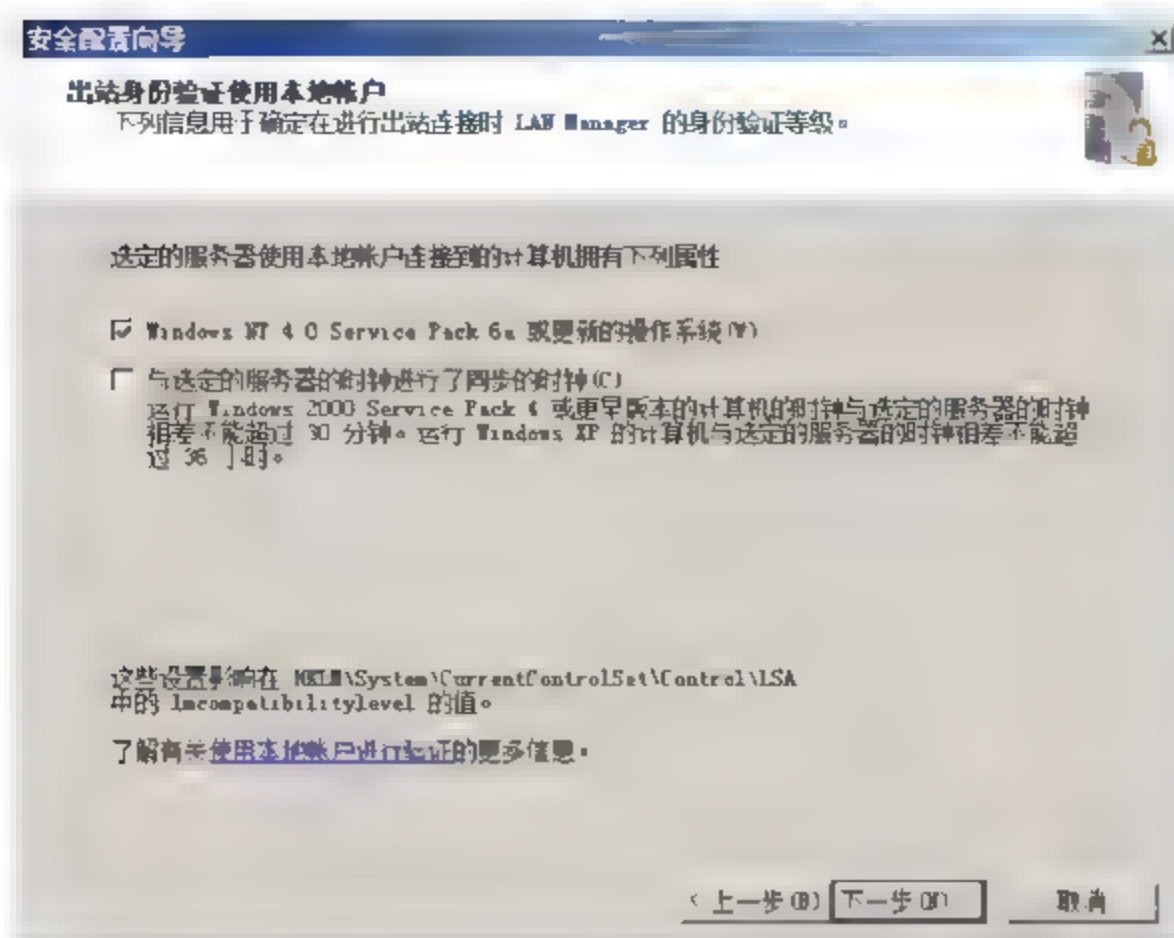 安全配置向导
出站身份验证使用本地帐户
下列信息用于确定在进行出站连接时 LAN Manager 的身份验证等级。
选定的服务器使用本地帐户连接到的计算机拥有下列属性
Windows NT 4.0 Service Pack 6a 或更新的操作系统(W)
与选定的服务器的时钟进行了同步的时钟(C)
运行 Windows 2000 Service Pack 4 或更早版本的计算机的时钟与选定的服务器的时钟
相差不能超过 30 分钟。运行 Windows XP 的计算机与选定的服务器的时钟相差不能超
过 36 小时。
这些设置影响在 HKLM\System\CurrentControlSet\Control\LSA
中的 lmcompatibilitylevel 的值。
了解有关使用本地帐户进行验证的更多信息。
< 上一步(B) 下一步(N) 取消